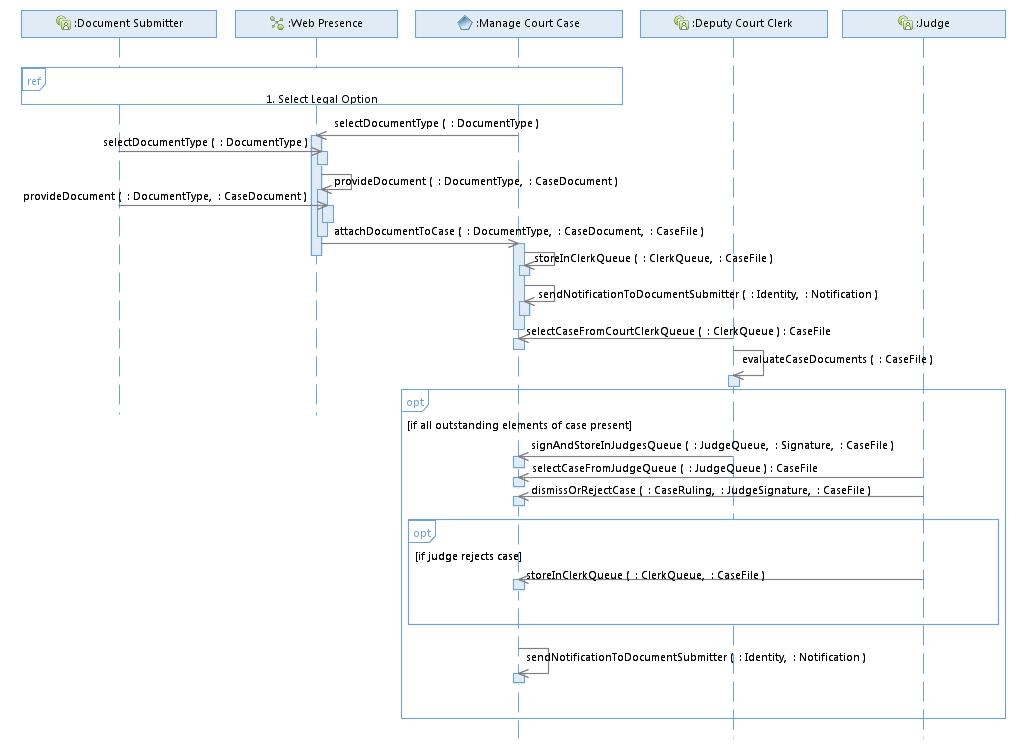 :Document Submitter
:Web Presence
:Manage Court Case
:Deputy Court Clerk
:Judge
ref
1. Select Legal Option
selectDocumentType ( : DocumentType )
selectDocumentType ( : DocumentType )
provideDocument ( : DocumentType, : CaseDocument )
provideDocument ( : DocumentType, : CaseDocument )
attachDocumentToCase ( : DocumentType, : CaseDocument, : CaseFile )
storeInClerkQueue ( : ClerkQueue, : CaseFile )
sendNotificationToDocumentSubmitter ( : Identity, : Notification )
selectCaseFromCourtClerkQueue ( : ClerkQueue ) : CaseFile
evaluateCaseDocuments ( : CaseFile )
opt
[if all outstanding elements of case present]
signAndStoreInJudgesQueue ( : JudgeQueue, : Signature, : CaseFile )
selectCaseFromJudgeQueue ( : JudgeQueue ) : CaseFile
dismissOrRejectCase ( : CaseRuling, : JudgeSignature, : CaseFile )
opt
[if judge rejects case]
storeInClerkQueue ( : ClerkQueue, : CaseFile )
sendNotificationToDocumentSubmitter ( : Identity, : Notification )